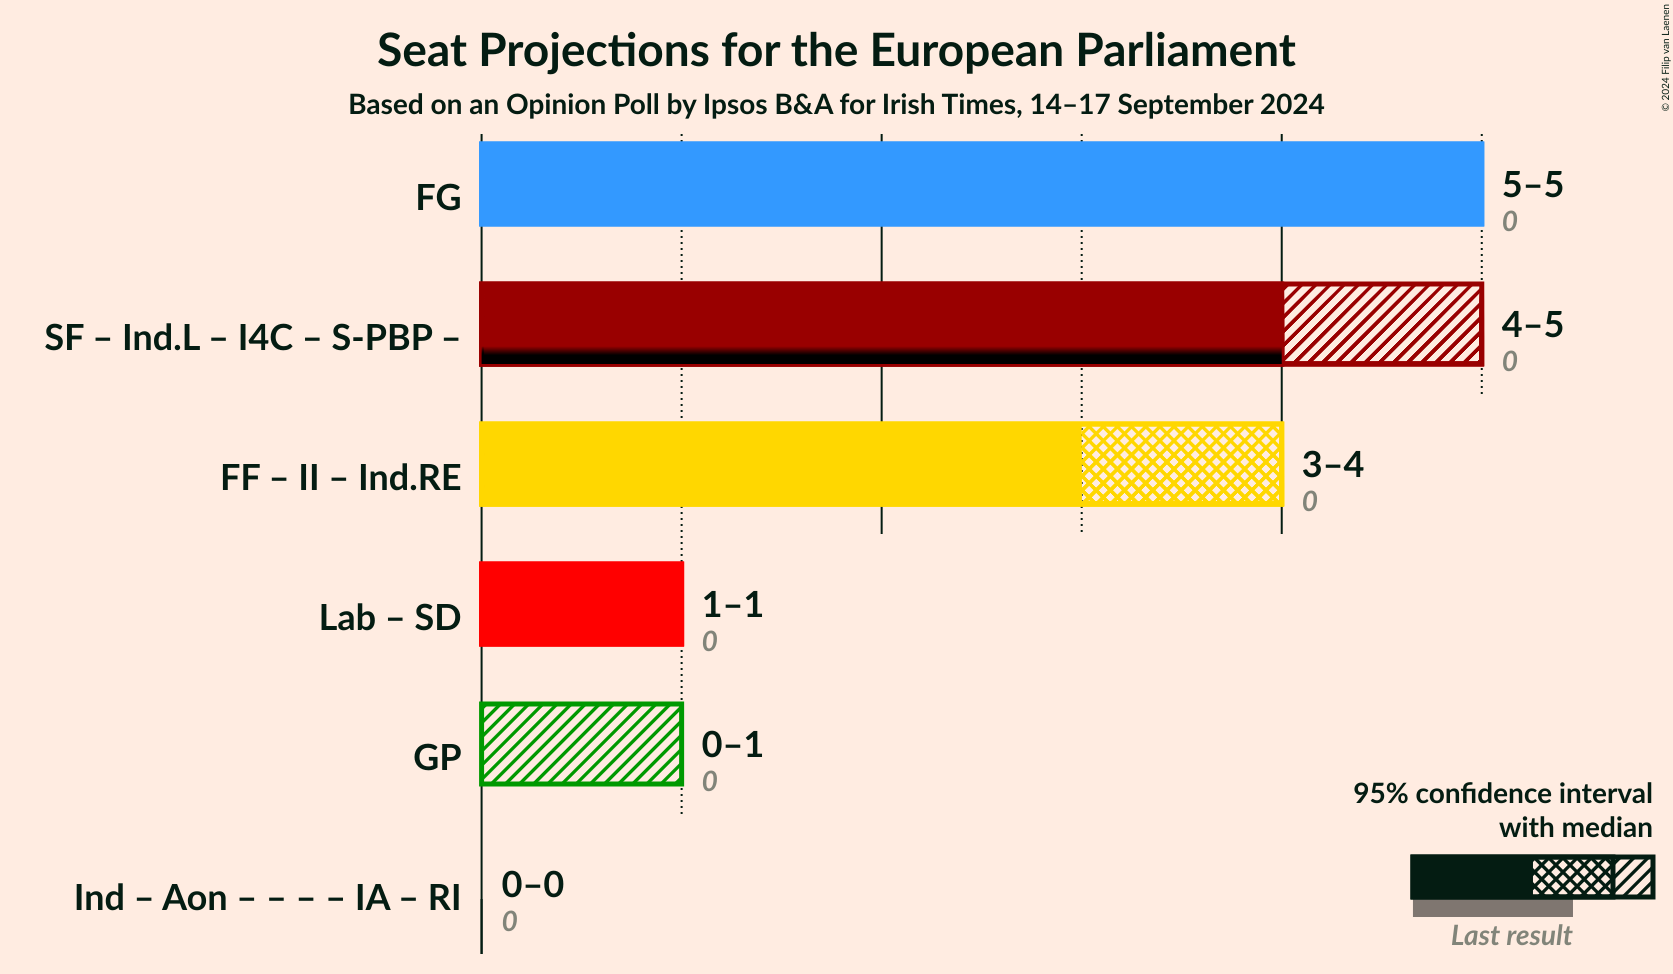 Seat Projections for the European Parliament
Based on an Opinion Poll by Ipsos B&A for Irish Times, 14–17 September 2024
© 2024 Filip van Laenen
FG
5–5
0
SF – Ind.L – I4C – S-PBP –
4–5
0
FF – II – Ind.RE
3–4
0
Lab – SD
1–1
0
GP
0–1
0
Ind – Aon – – – – IA – RI
0–0
0
95% confidence interval
with median
Last result